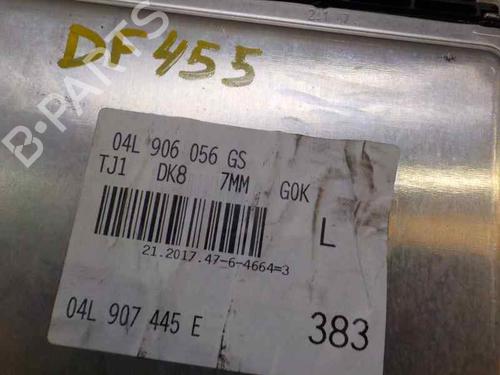 DF455
B-PARTS
04L 906 056 GS
TJ1 DK8 7MM G0K
L
21.2017.47-6-4664=3
04L 907 445 E
383